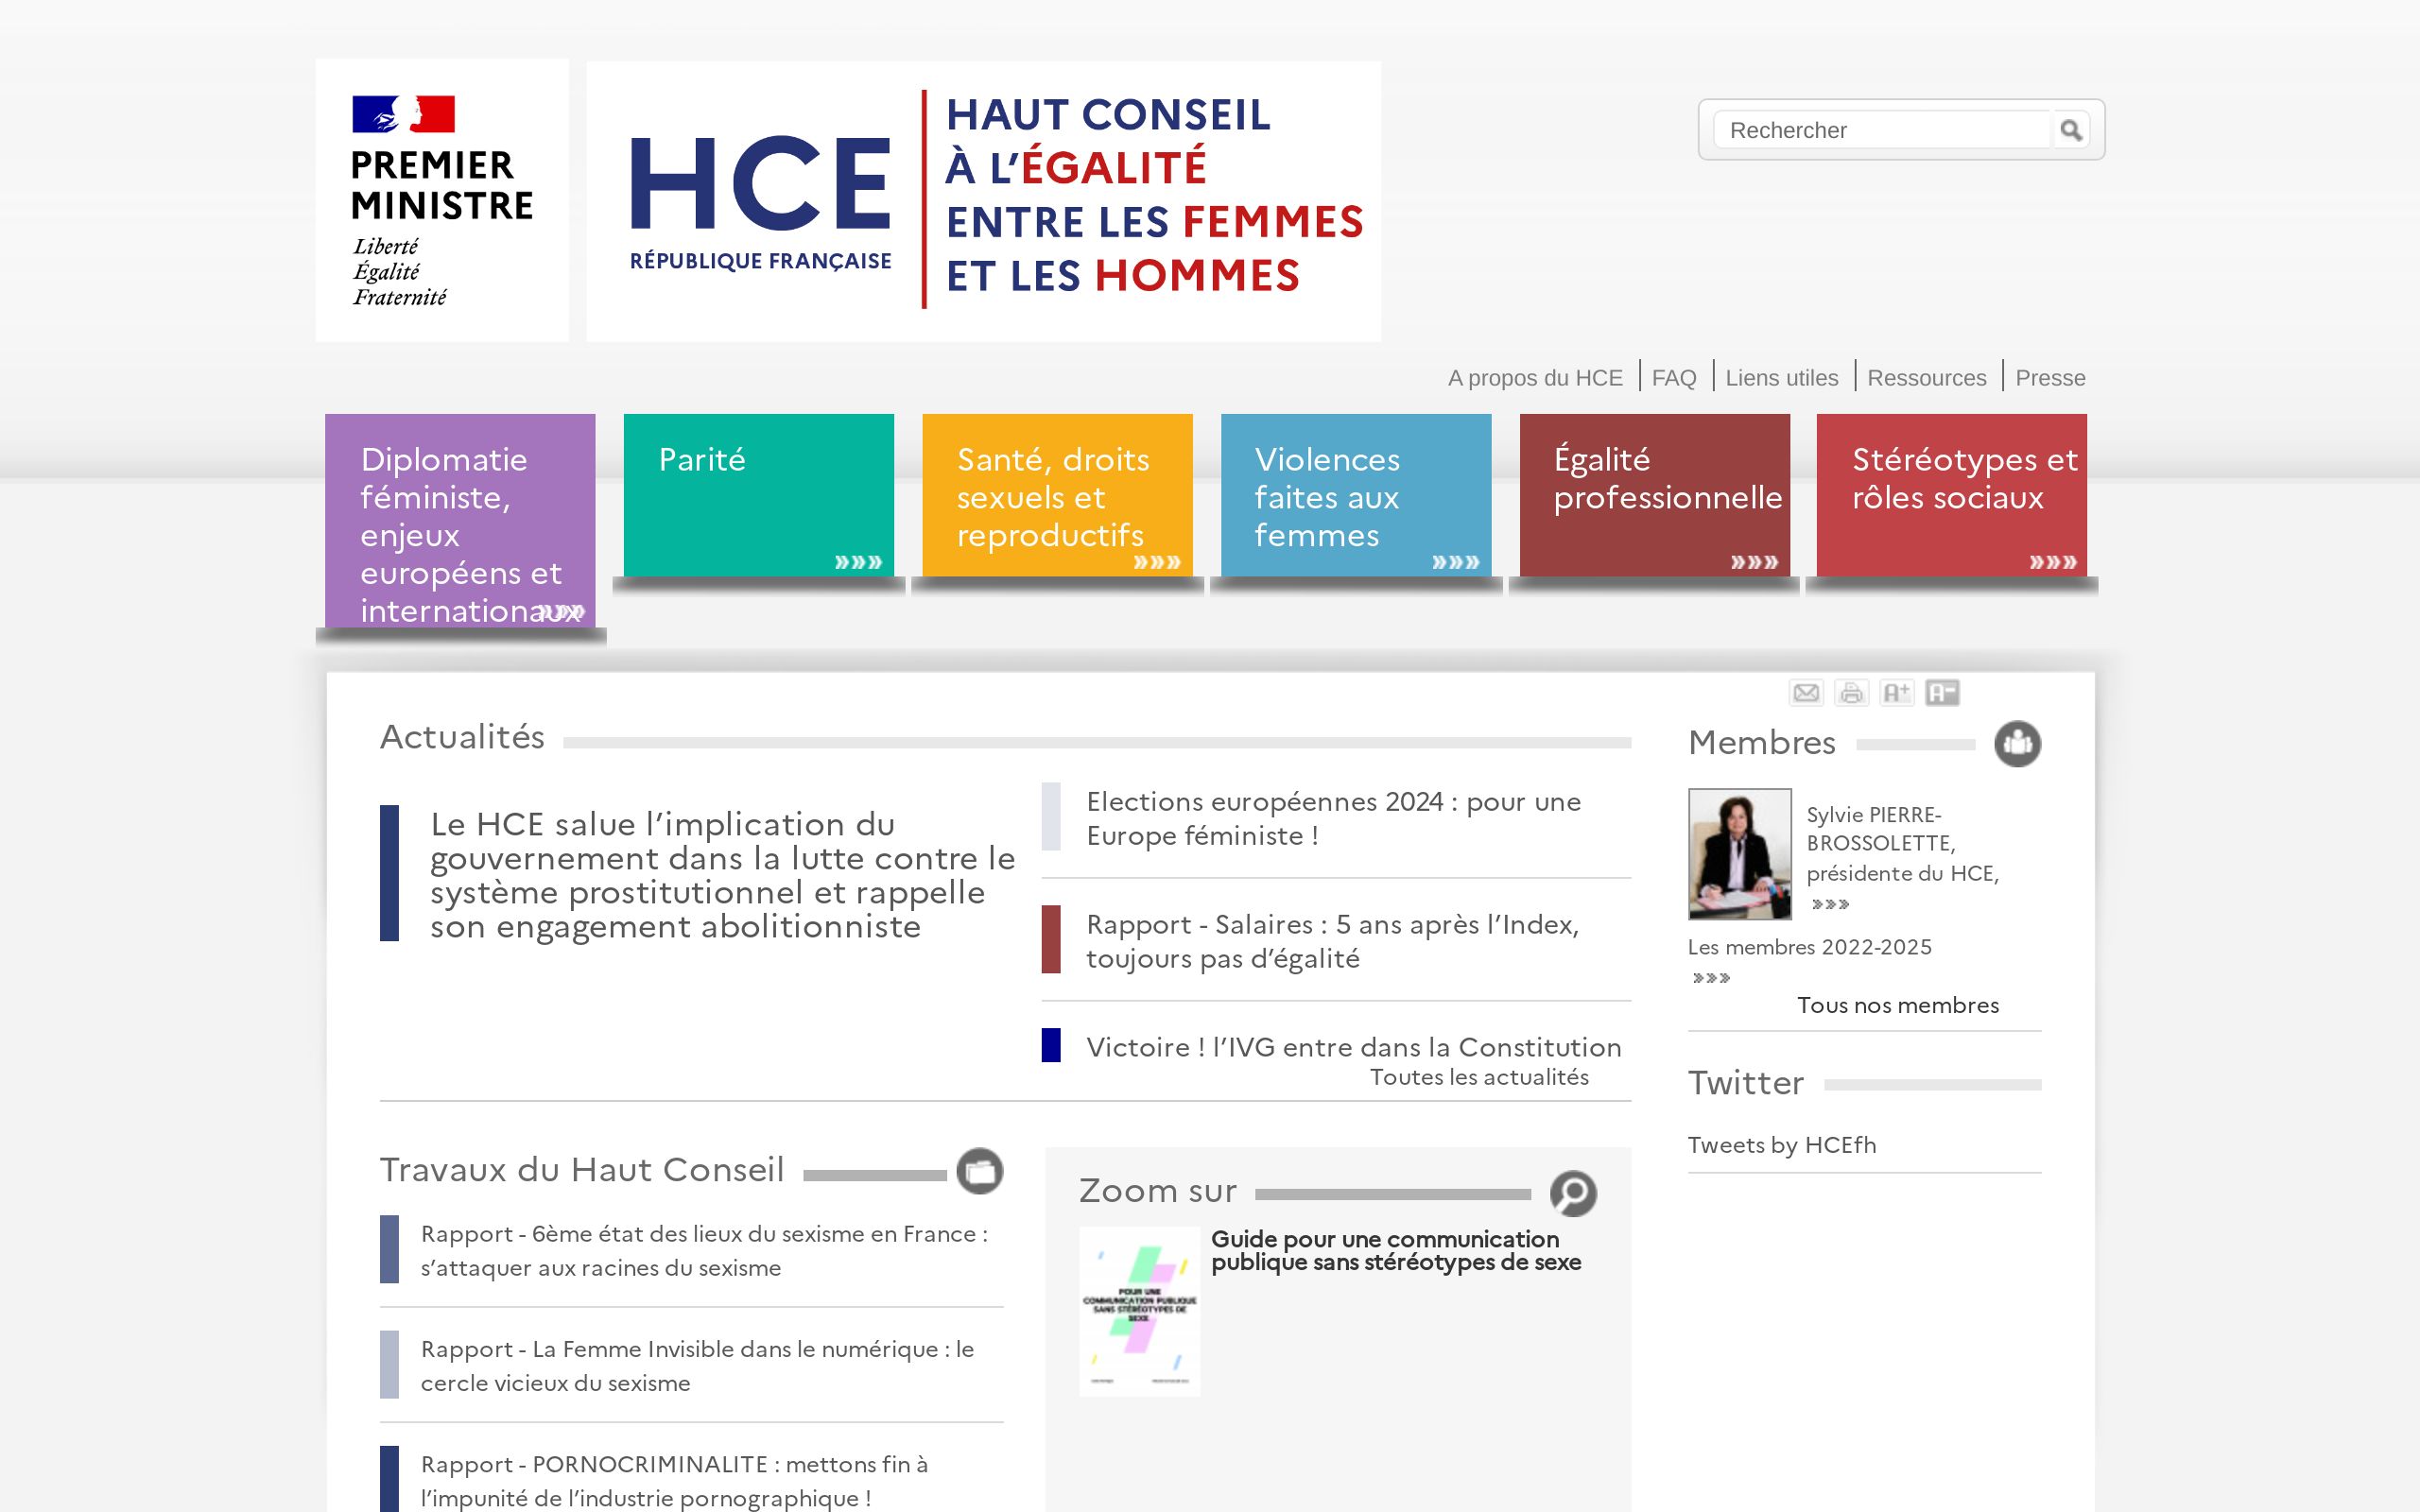 PREMIER
MINISTRE
Liberté
Égalité
Fraternité
HCE
RÉPUBLIQUE FRANÇAISE
HAUT CONSEIL
À L’ÉGALITÉ
ENTRE LES FEMMES
ET LES HOMMES
Rechercher
A propos du HCE
FAQ
Liens utiles
Ressources
Presse
Diplomatie
féministe,
enjeux
européens et
internationaux
Parité
Santé, droits
sexuels et
reproductifs
Violences
faites aux
femmes
Égalité
professionnelle
Stéréotypes et
rôles sociaux
A+
A-
Actualités
Le HCE salue l’implication du
gouvernement dans la lutte contre le
système prostitutionnel et rappelle
son engagement abolitionniste
Elections européennes 2024 : pour une
Europe féministe !
Rapport - Salaires : 5 ans après l’Index,
toujours pas d’égalité
Victoire ! l’IVG entre dans la Constitution
Toutes les actualités
Membres
Sylvie PIERRE-
BROSSOLETTE,
présidente du HCE,
Les membres 2022-2025
Tous nos membres
Twitter
Tweets by HCEfh
Travaux du Haut Conseil
Rapport - 6ème état des lieux du sexisme en France :
s’attaquer aux racines du sexisme
Rapport - La Femme Invisible dans le numérique : le
cercle vicieux du sexisme
Rapport - PORNOCRIMINALITE : mettons fin à
l’impunité de l’industrie pornographique !
Zoom sur
POUR UNE
COMMUNICATION PUBLIQUE
SANS STÉRÉOTYPES DE
SEXE
Guide pour une communication
publique sans stéréotypes de sexe